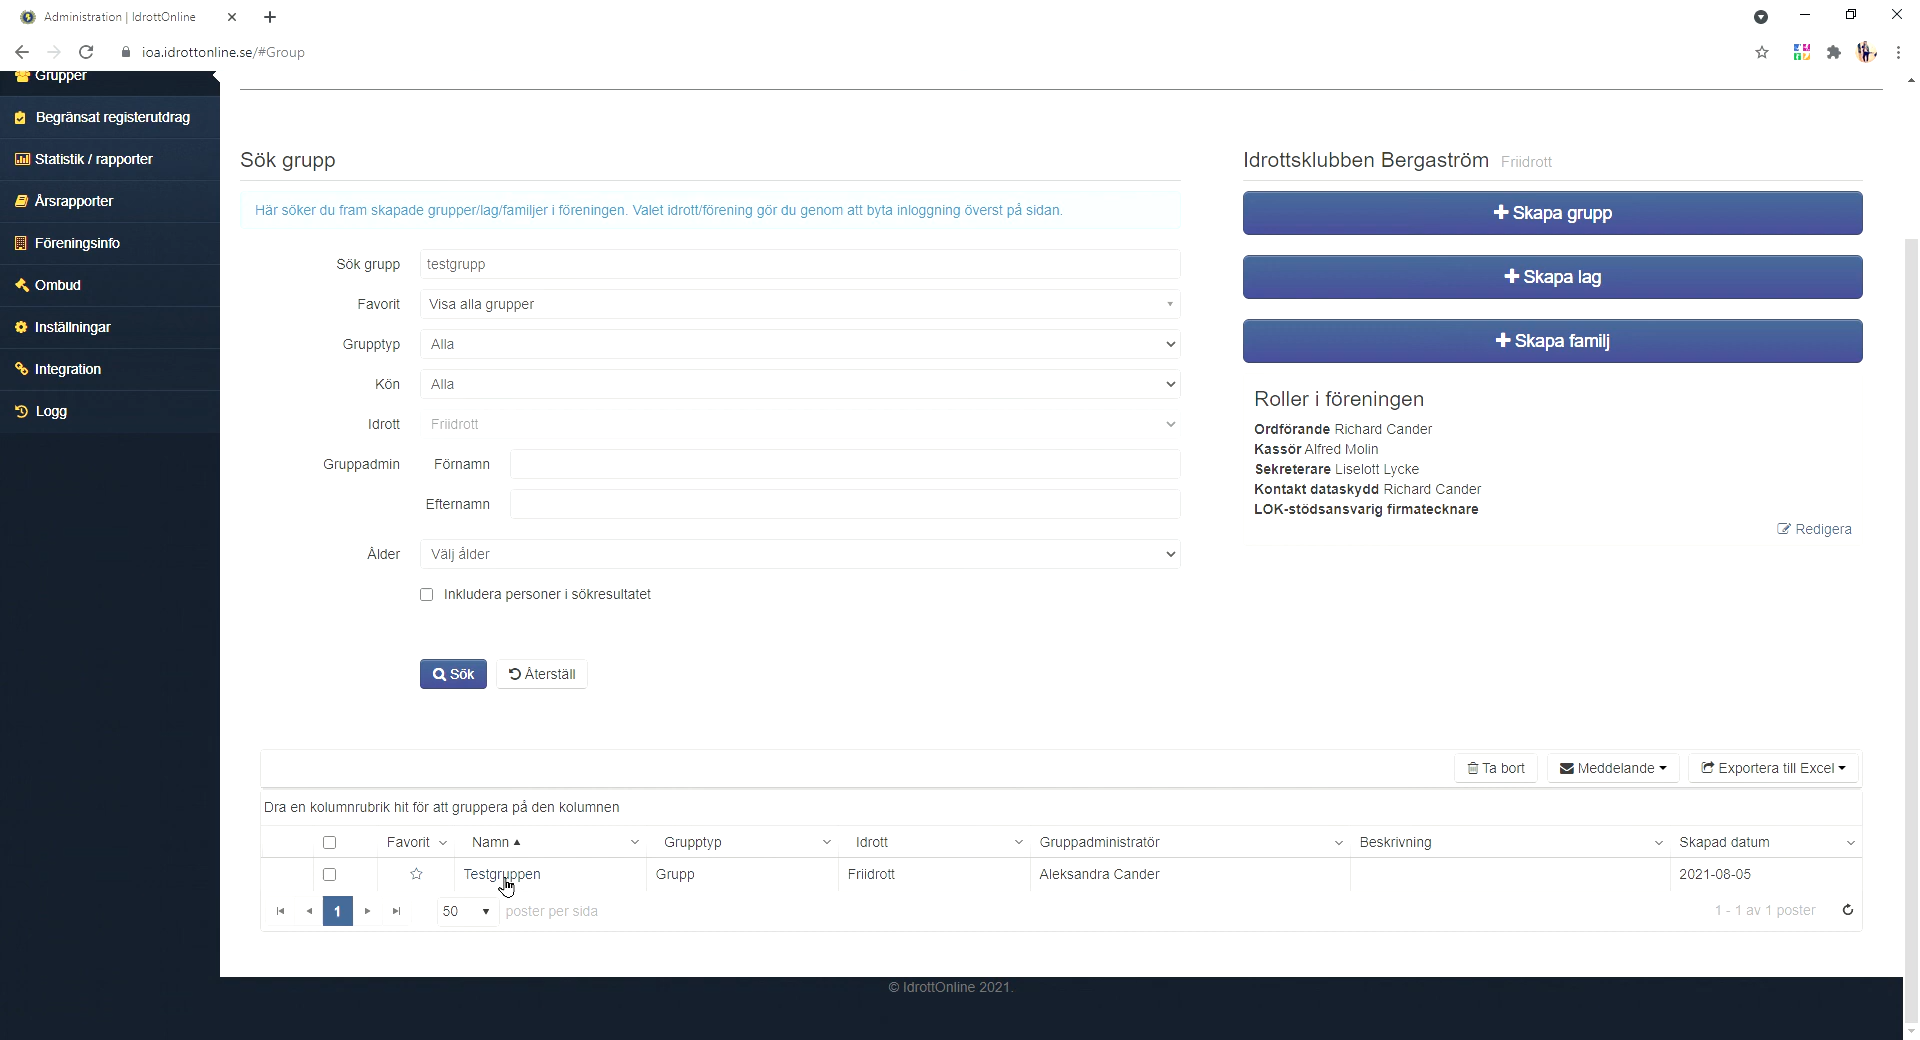 Administration | IdrottOnline
ioa.idrottonline.se/#Group
Grupper
Begränsat registerutdrag
Statistik / rapporter
Årsrapporter
Föreningsinfo
Ombud
Inställningar
Integration
Logg
Sök grupp
Här söker du fram skapade grupper/lag/familjer i föreningen. Valet idrott/förening gör du genom att byta inloggning överst på sidan.
Sök grupp testgrupp
Favorit Visa alla grupper
Grupptyp Alla
Kön Alla
Idrott Friidrott
Gruppadmin Förnamn
Efternamn
Ålder Välj ålder
Inkludera personer i sökresultatet
Sök Återställ
Idrottsklubben Bergaström Friidrott
Skapa grupp
Skapa lag
Skapa familj
Roller i föreningen
Ordförande Richard Cander
Kassör Alfred Molin
Sekreterare Liselott Lycke
Kontakt dataskydd Richard Cander
LOK-stödsansvarig firmatecknare
Redigera
Ta bort Meddelande Exportera till Excel
Dra en kolumnrubrik hit för att gruppera på den kolumnen
Favorit Namn Grupptyp Idrott Gruppadministratör Beskrivning Skapad datum
Testgruppen Grupp Friidrott Aleksandra Cander 2021-08-05
1 50 poster per sida 1 - 1 av 1 poster
© IdrottOnline 2021.